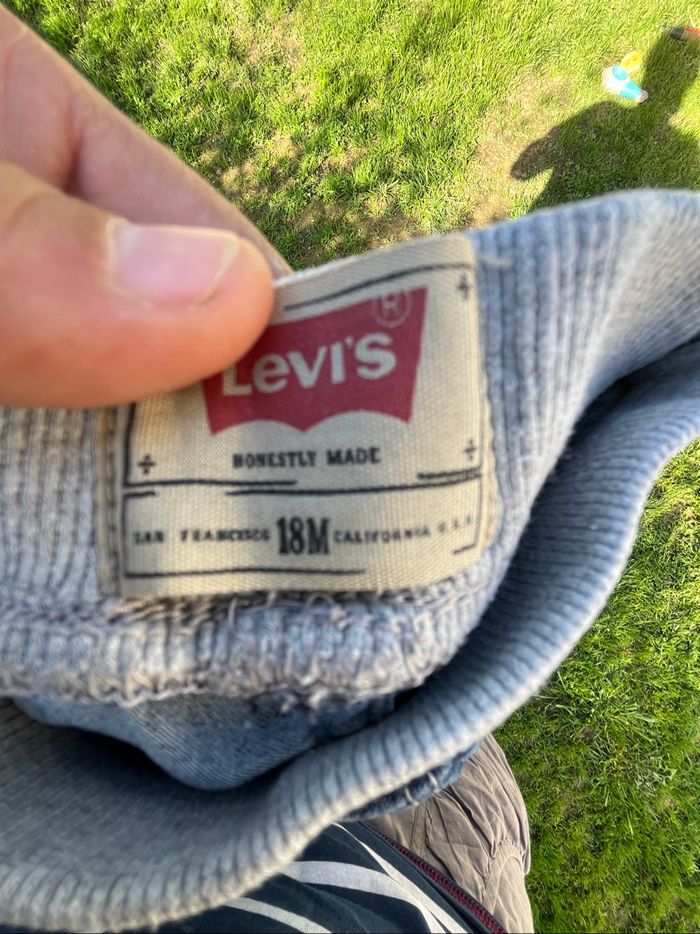 ®
Levi's
HONESTLY MADE
SAN FRANCISCO 18M CALIFORNIA U.S.A